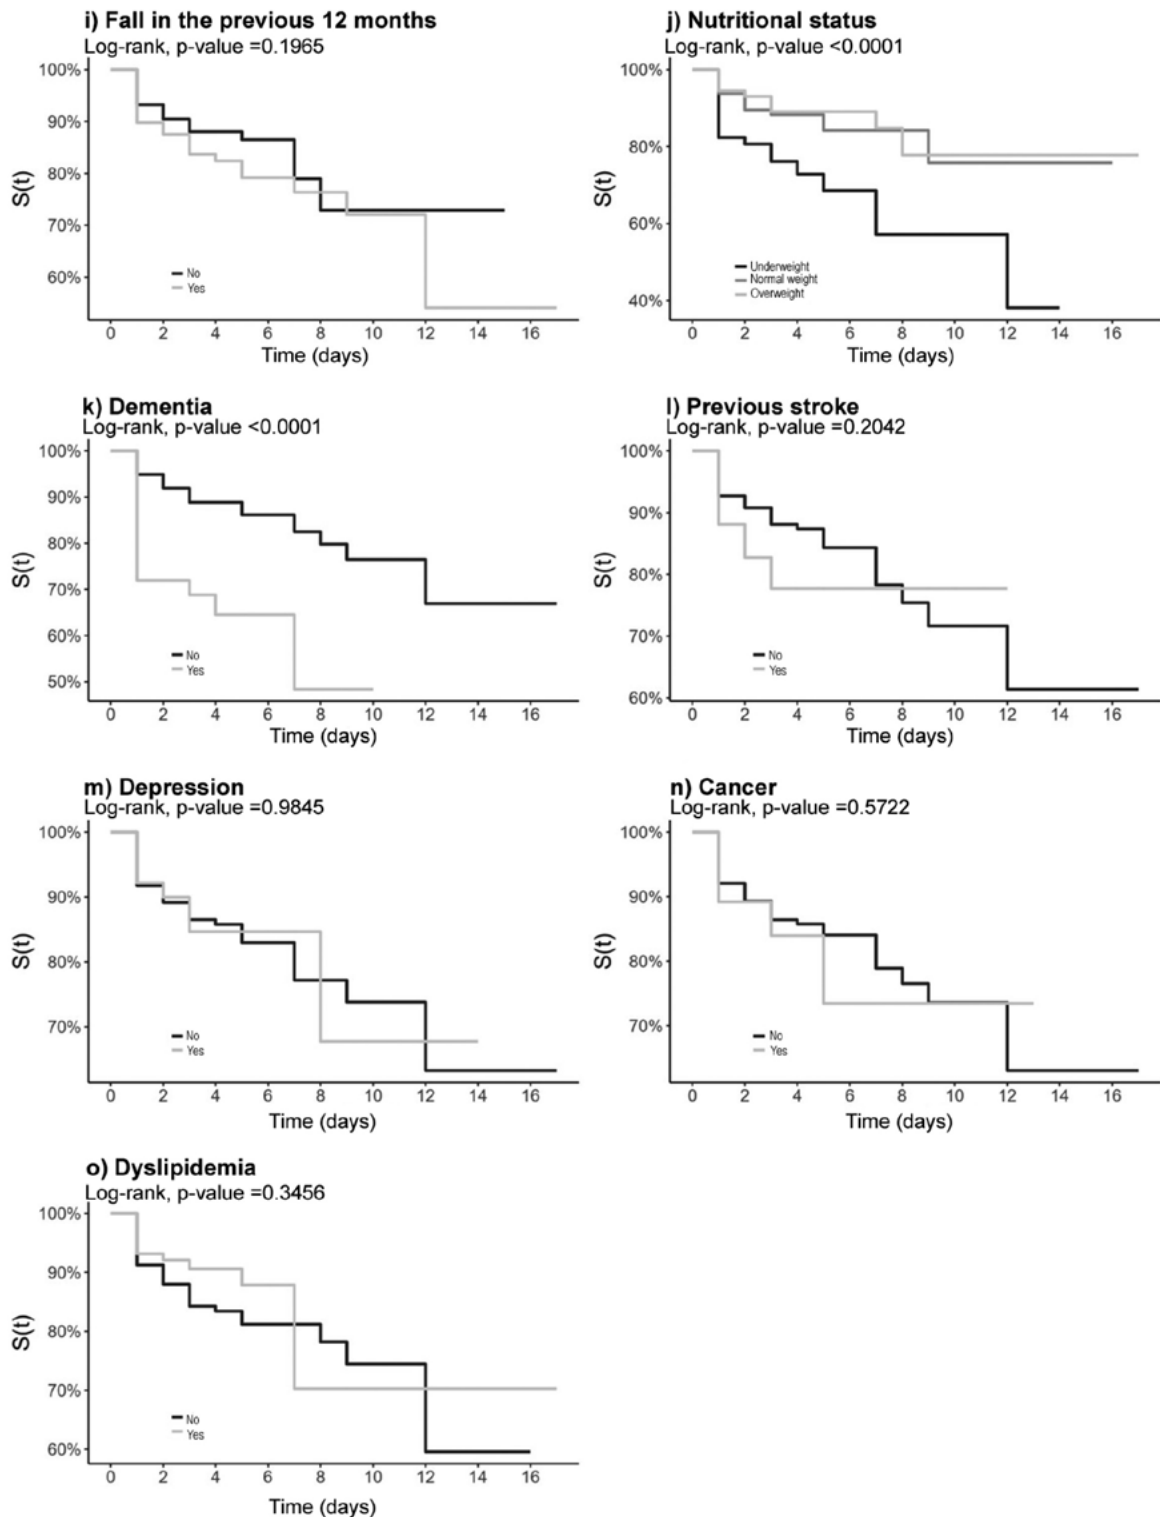 i) Fall in the previous 12 months
Log-rank, p-value =0.1965
100%
90%
80%
70%
60%
S(t)
No
Yes
0 2 4 6 8 10 12 14 16
Time (days)
j) Nutritional status
Log-rank, p-value <0.0001
100%
80%
60%
40%
S(t)
Underweight
Normal weight
Overweight
0 2 4 6 8 10 12 14 16
Time (days)
k) Dementia
Log-rank, p-value <0.0001
100%
90%
80%
70%
60%
50%
S(t)
No
Yes
0 2 4 6 8 10 12 14 16
Time (days)
l) Previous stroke
Log-rank, p-value =0.2042
100%
90%
80%
70%
60%
S(t)
No
Yes
0 2 4 6 8 10 12 14 16
Time (days)
m) Depression
Log-rank, p-value =0.9845
100%
90%
80%
70%
S(t)
No
Yes
0 2 4 6 8 10 12 14 16
Time (days)
n) Cancer
Log-rank, p-value =0.5722
100%
90%
80%
70%
S(t)
No
Yes
0 2 4 6 8 10 12 14 16
Time (days)
o) Dyslipidemia
Log-rank, p-value =0.3456
100%
90%
80%
70%
60%
S(t)
No
Yes
0 2 4 6 8 10 12 14 16
Time (days)